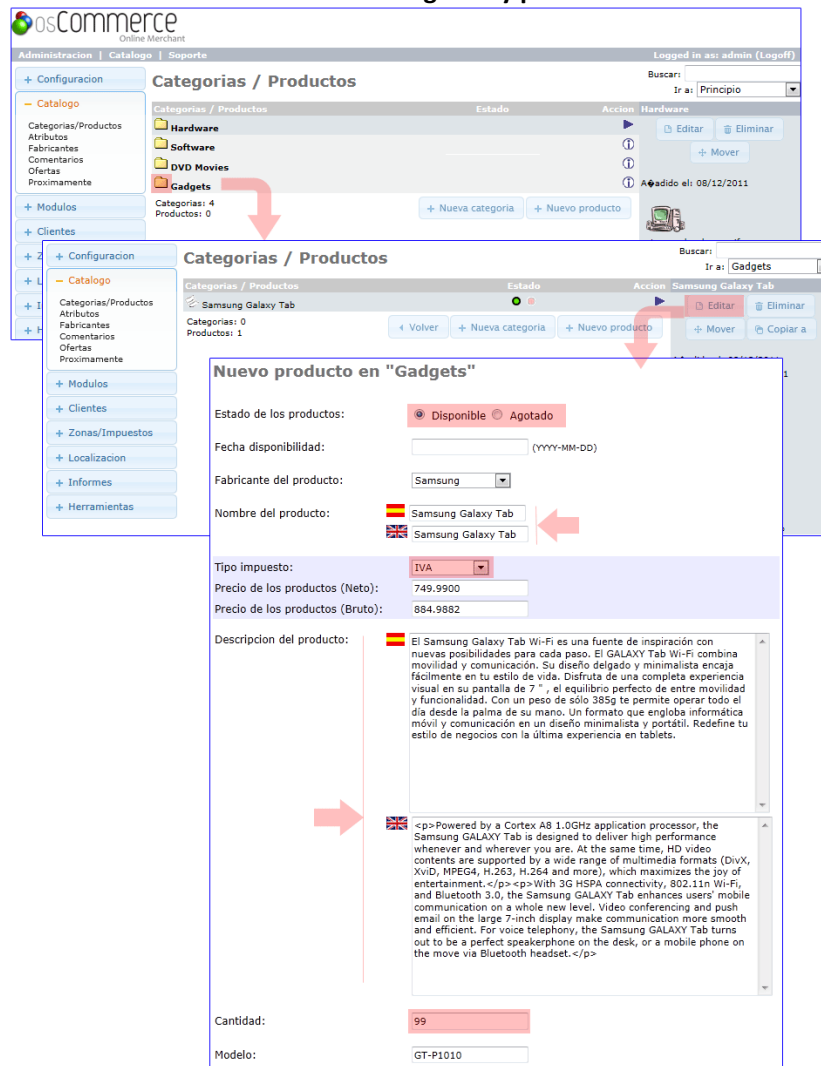 osCommerce
Online Merchant
Administracion | Catalogo | Soporte
Logged in as: admin (Logoff)
+ Configuracion
− Catalogo
Categorias/Productos
Atributos
Fabricantes
Comentarios
Ofertas
Proximamente
+ Modulos
+ Clientes
Categorias / Productos
Buscar:
Ir a: Principio
Categorias / Productos Estado Accion
Hardware
Software
DVD Movies
Gadgets
Categorias: 4
Productos: 0
+ Nueva categoria + Nuevo producto
Hardware
Editar Eliminar
Mover
A�adido el: 08/12/2011
+ Z
+ L
+ I
+ H
+ Configuracion
− Catalogo
Categorias/Productos
Atributos
Fabricantes
Comentarios
Ofertas
Proximamente
+ Modulos
+ Clientes
+ Zonas/Impuestos
+ Localizacion
+ Informes
+ Herramientas
Categorias / Productos
Buscar:
Ir a: Gadgets
Categorias / Productos Estado Accion
Samsung Galaxy Tab
Categorias: 0
Productos: 1
Volver + Nueva categoria + Nuevo producto
Samsung Galaxy Tab
Editar Eliminar
Mover Copiar a
Nuevo producto en "Gadgets"
Estado de los productos: Disponible Agotado
Fecha disponibilidad: (YYYY-MM-DD)
Fabricante del producto: Samsung
Nombre del producto: Samsung Galaxy Tab
Samsung Galaxy Tab
Tipo impuesto: IVA
Precio de los productos (Neto): 749.9900
Precio de los productos (Bruto): 884.9882
Descripcion del producto:
El Samsung Galaxy Tab Wi-Fi es una fuente de inspiración con
nuevas posibilidades para cada paso. El GALAXY Tab Wi-Fi combina
movilidad y comunicación. Su diseño delgado y minimalista encaja
fácilmente en tu estilo de vida. Disfruta de una completa experiencia
visual en su pantalla de 7 " , el equilibrio perfecto de entre movilidad
y funcionalidad. Con un peso de sólo 385g te permite operar todo el
día desde la palma de su mano. Un formato que engloba informática
móvil y comunicación en un diseño minimalista y portátil. Redefine tu
estilo de negocios con la última experiencia en tablets.
<p>Powered by a Cortex A8 1.0GHz application processor, the
Samsung GALAXY Tab is designed to deliver high performance
whenever and wherever you are. At the same time, HD video
contents are supported by a wide range of multimedia formats (DivX,
XviD, MPEG4, H.263, H.264 and more), which maximizes the joy of
entertainment.</p><p>With 3G HSPA connectivity, 802.11n Wi-Fi,
and Bluetooth 3.0, the Samsung GALAXY Tab enhances users' mobile
communication on a whole new level. Video conferencing and push
email on the large 7-inch display make communication more smooth
and efficient. For voice telephony, the Samsung GALAXY Tab turns
out to be a perfect speakerphone on the desk, or a mobile phone on
the move via Bluetooth headset.</p>
Cantidad: 99
Modelo: GT-P1010